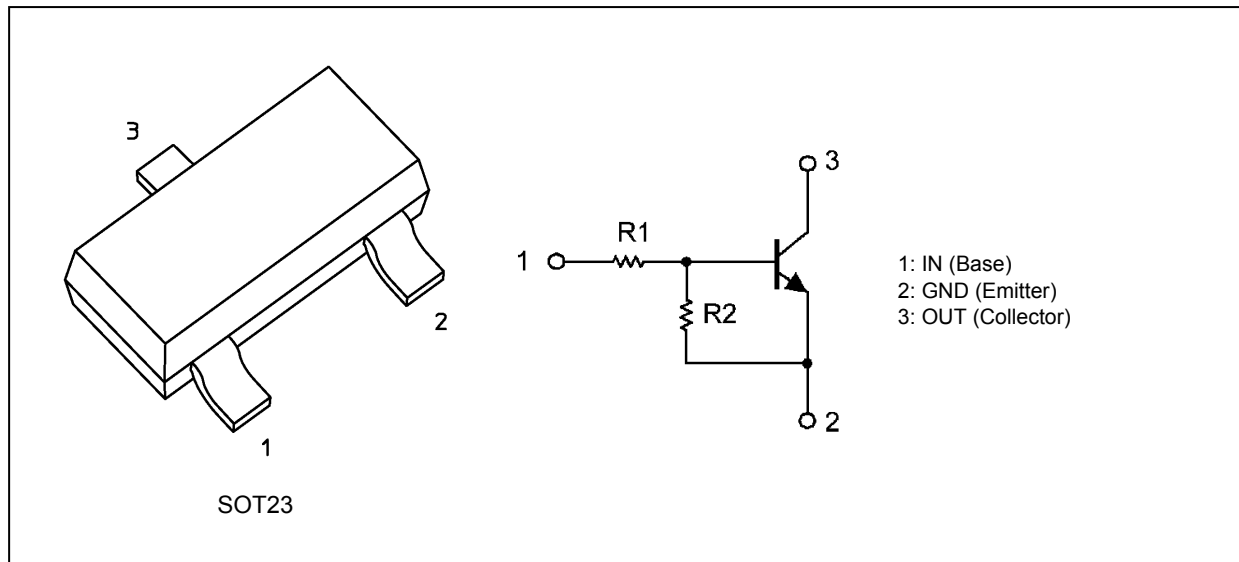 3
2
1
SOT23
3
R1
1
R2
2
1: IN (Base)
2: GND (Emitter)
3: OUT (Collector)